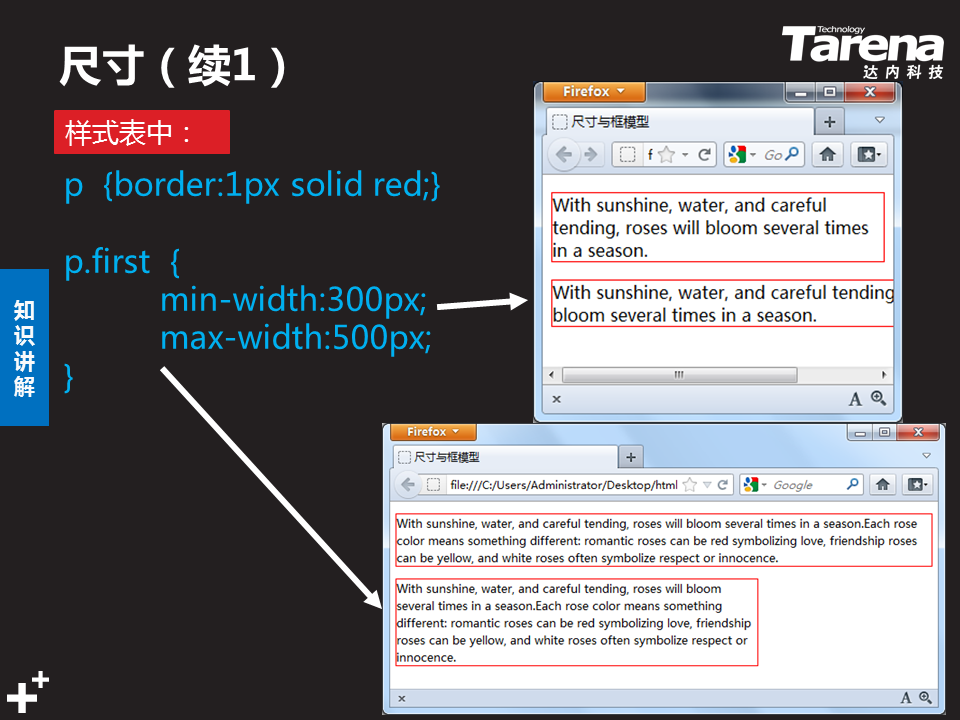 尺寸（续1）
Technology
Tarena
达内科技
样式表中：
p {border:1px solid red;}
p.first {
min-width:300px;
max-width:500px;
}
知识讲解
Firefox
尺寸与框模型
f
Go
With sunshine, water, and careful
tending, roses will bloom several times
in a season.
With sunshine, water, and careful tending
bloom several times in a season.
A
Firefox
尺寸与框模型
file:///C:/Users/Administrator/Desktop/html
Google
With sunshine, water, and careful tending, roses will bloom several times in a season.Each rose
color means something different: romantic roses can be red symbolizing love, friendship roses
can be yellow, and white roses often symbolize respect or innocence.
With sunshine, water, and careful tending, roses will bloom
several times in a season.Each rose color means something
different: romantic roses can be red symbolizing love, friendship
roses can be yellow, and white roses often symbolize respect or
innocence.
A